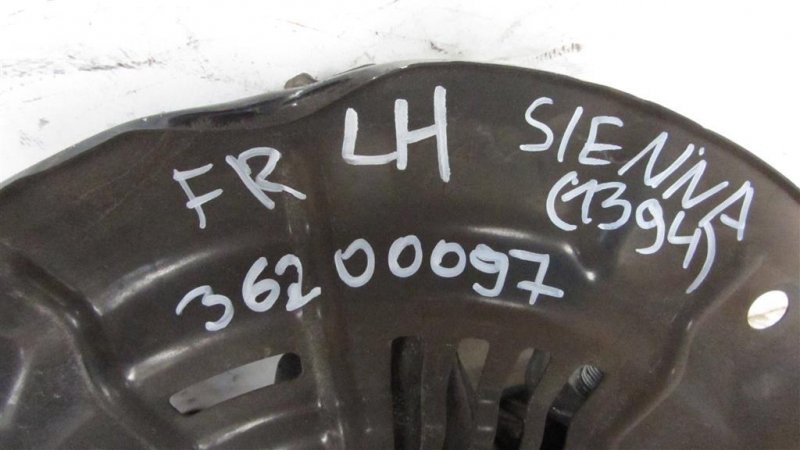 FR LH SIENNA
(1394)
36200097